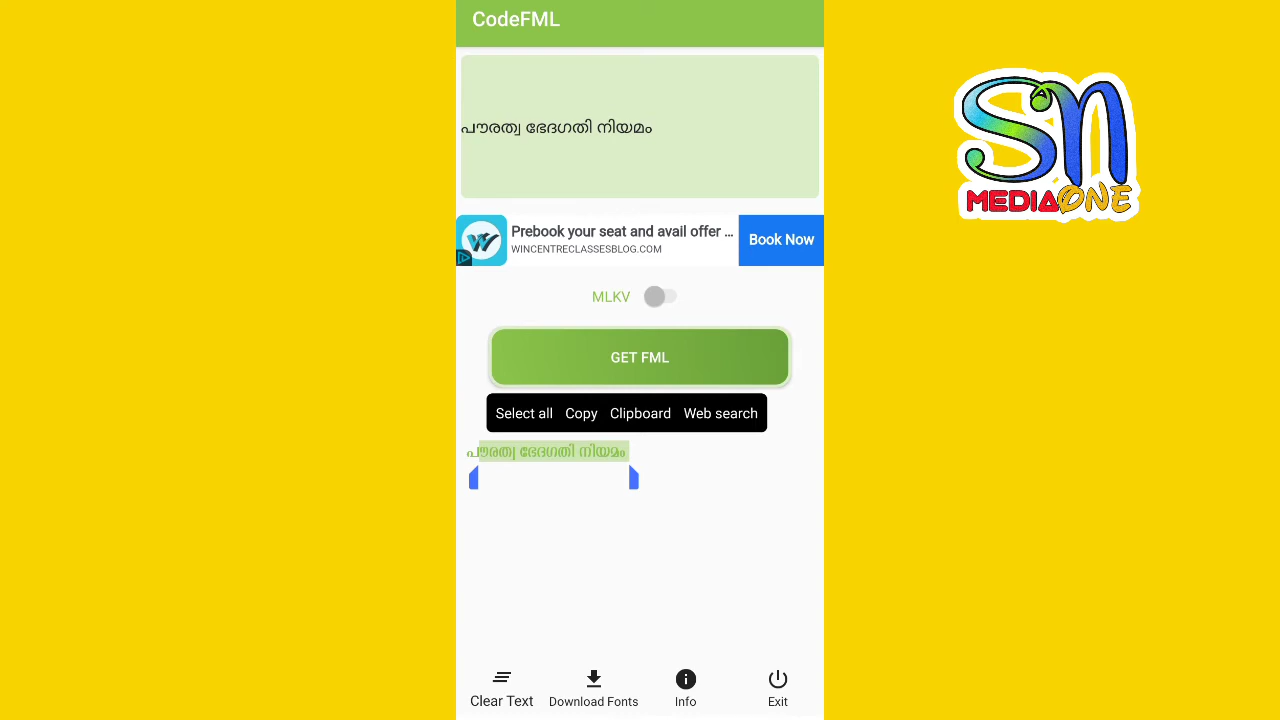 CodeFML
പൗരത്വ ഭേദഗതി നിയമം
Prebook your seat and avail offer ...
WINCENTRECLASSESBLOG.COM
Book Now
MLKV
GET FML
Select all Copy Clipboard Web search
പൗരത്വ ഭേദഗതി നിയമം
Clear Text Download Fonts Info Exit
SM
MEDIAONE